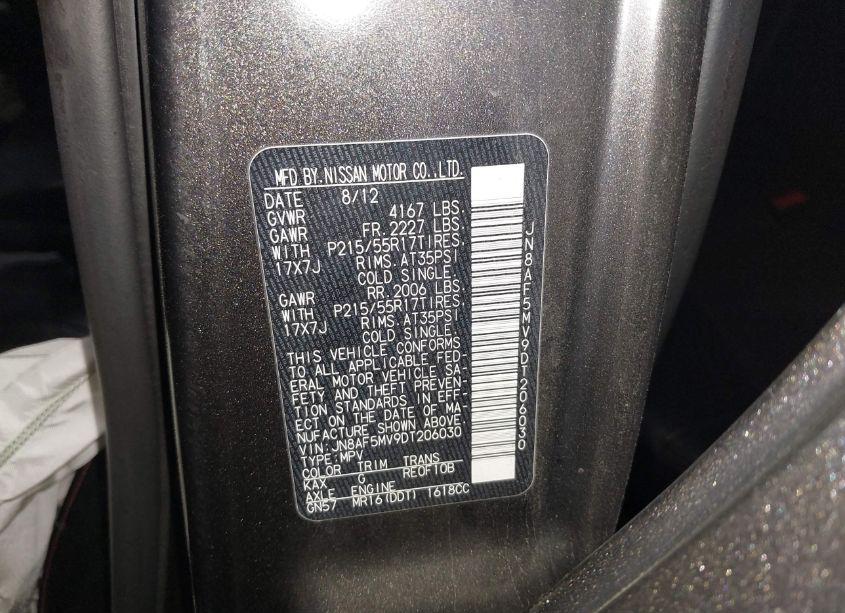 MFD.BY.NISSAN MOTOR CO.,LTD.
DATE 8/12
GVWR 4167 LBS.
GAWR FR.2227 LBS.
WITH P215/55R17TIRES.
17X7J RIMS.AT35PSI
COLD SINGLE.
GAWR RR.2006 LBS.
WITH P215/55R17TIRES.
17X7J RIMS.AT35PSI
COLD SINGLE.
THIS VEHICLE CONFORMS
TO ALL APPLICABLE FED-
ERAL MOTOR VEHICLE SA-
FETY AND THEFT PREVEN-
TION STANDARDS IN EFF-
ECT ON THE DATE OF MA-
NUFACTURE SHOWN ABOVE.
VIN:JN8AF5MV9DT206030
TYPE:MPV
COLOR TRIM TRANS
KAX G RE0F10B
AXLE ENGINE
GN57 MR16(DDT) 1618CC
JN8AF5MV9DT206030